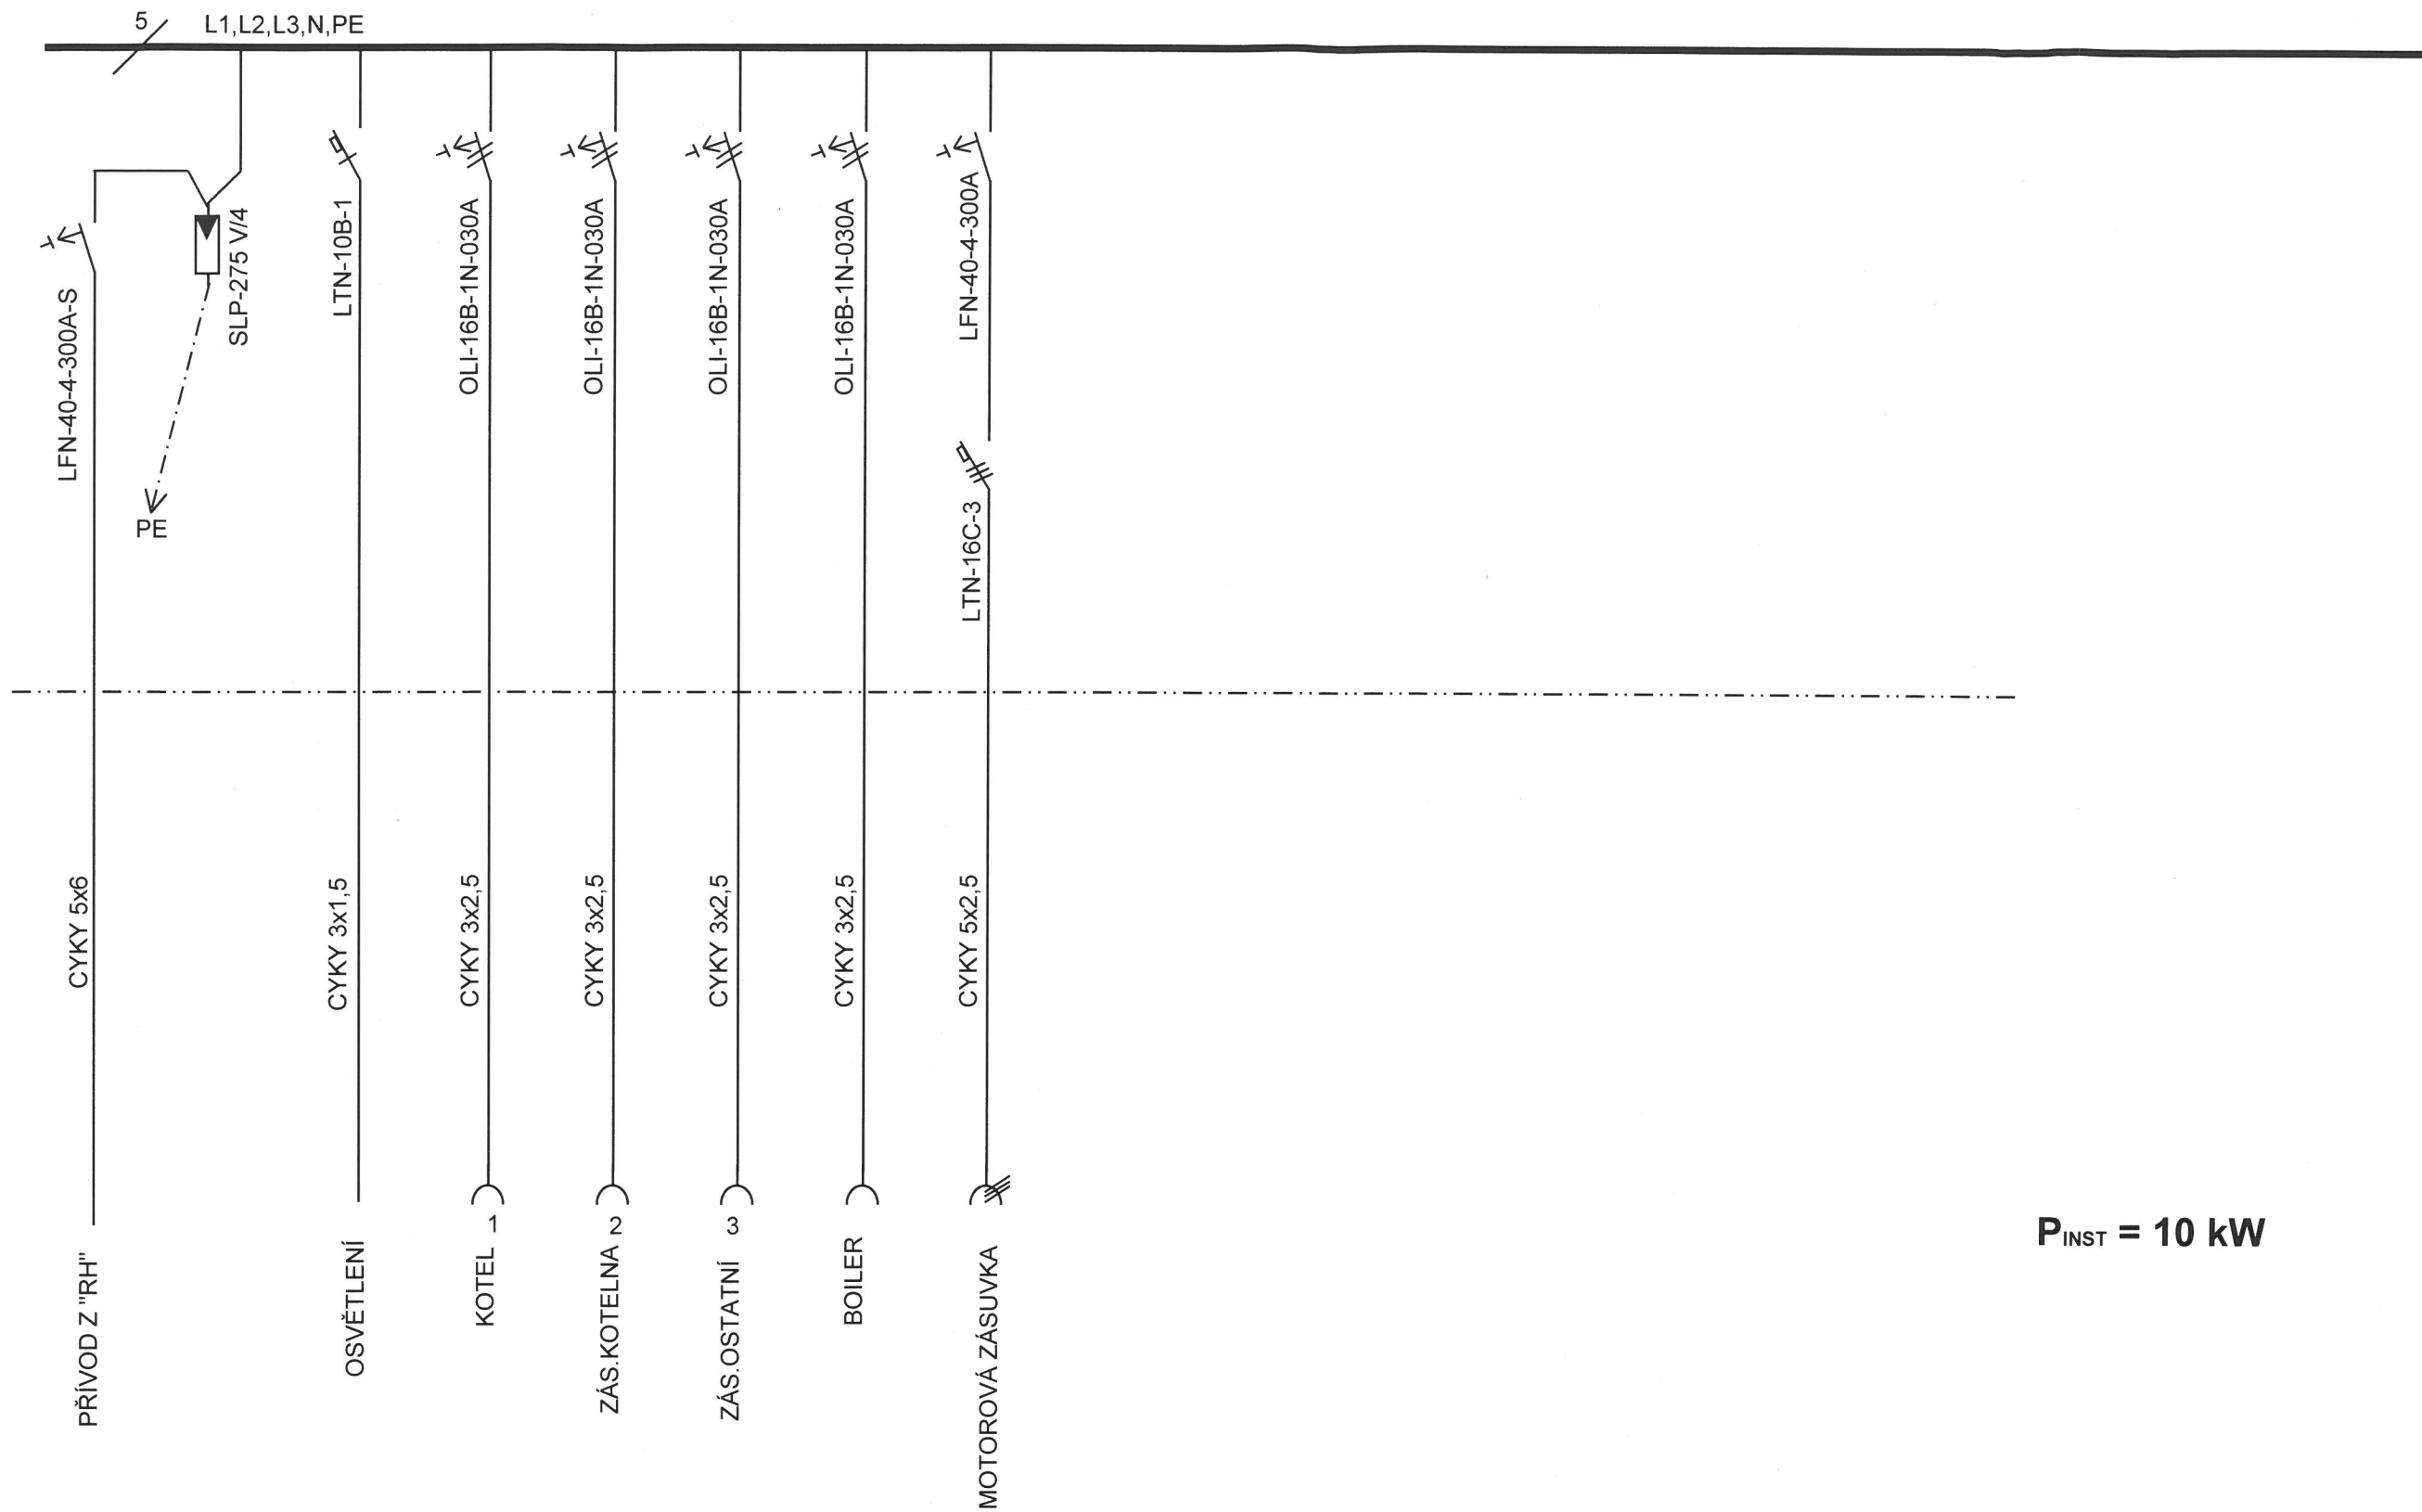 5
L1,L2,L3,N,PE
LFN-40-4-300A-S
SLP-275 V/4
PE
LTN-10B-1
OLI-16B-1N-030A
OLI-16B-1N-030A
OLI-16B-1N-030A
OLI-16B-1N-030A
LFN-40-4-300A
LTN-16C-3
CYKY 5x6
CYKY 3x1,5
CYKY 3x2,5
CYKY 3x2,5
CYKY 3x2,5
CYKY 3x2,5
CYKY 5x2,5
PŘÍVOD Z "RH"
OSVĚTLENÍ
KOTEL 1
ZÁS.KOTELNA 2
ZÁS.OSTATNÍ 3
BOILER
MOTOROVÁ ZÁSUVKA
PINST = 10 kW